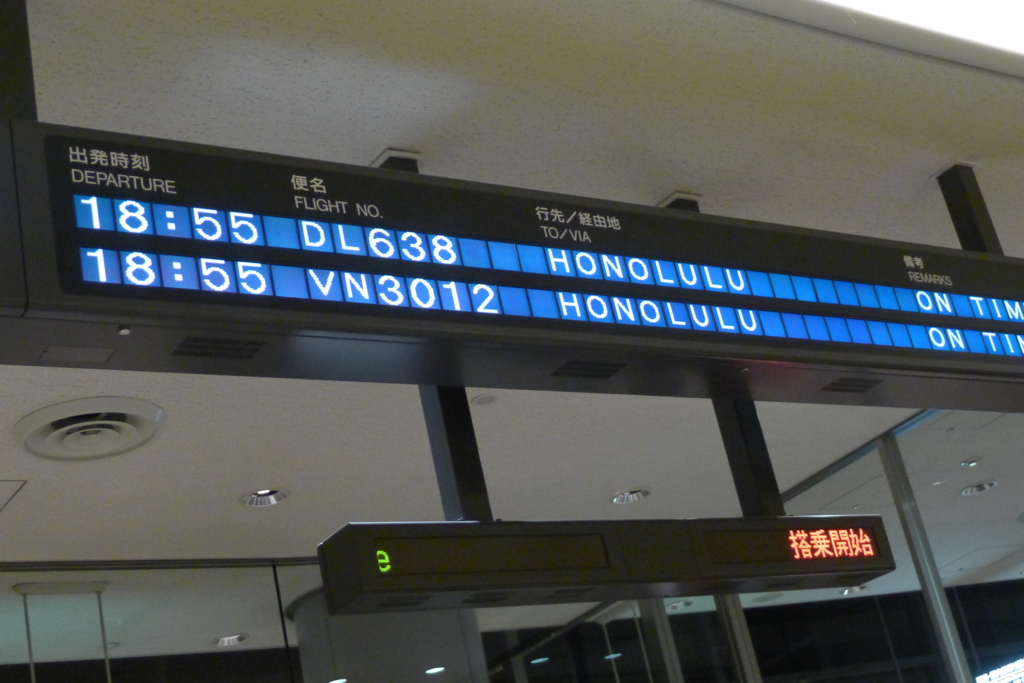 出発時刻 便名 行先／経由地 備考
DEPARTURE FLIGHT NO. TO/VIA REMARKS
18:55 DL638 HONOLULU ON TIM
18:55 VN3012 HONOLULU ON TIM
e 搭乗開始